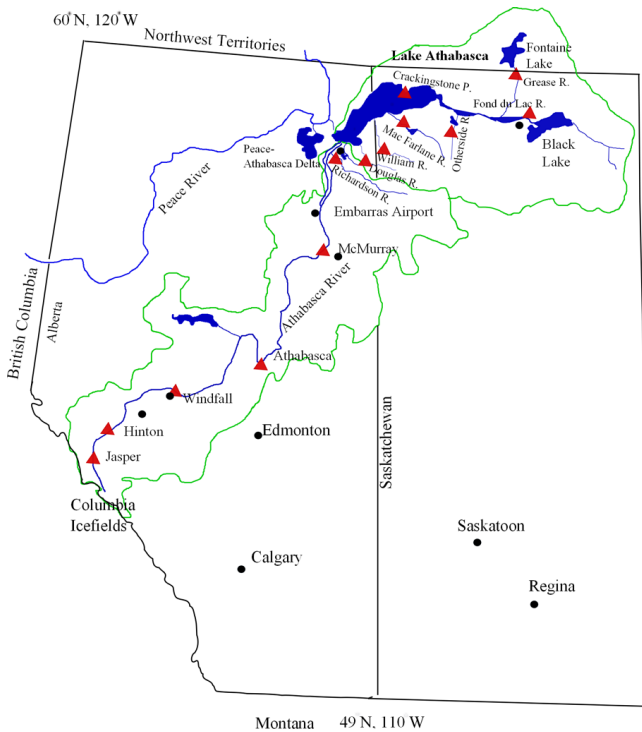 60° N, 120° W
Northwest Territories
Lake Athabasca
Fontaine
Lake
Crackingstone P.
Grease R.
Fond du Lac R.
Mac Farlane R.
Otherside R.
Black
Lake
Peace-
Athabasca Delta
William R.
Douglas R.
Richardson R.
Peace River
Embarras Airport
McMurray
Athabasca River
British Columbia
Alberta
Athabasca
Windfall
Hinton
Edmonton
Jasper
Saskatchewan
Columbia
Icefields
Saskatoon
Calgary
Regina
Montana 49 N, 110 W